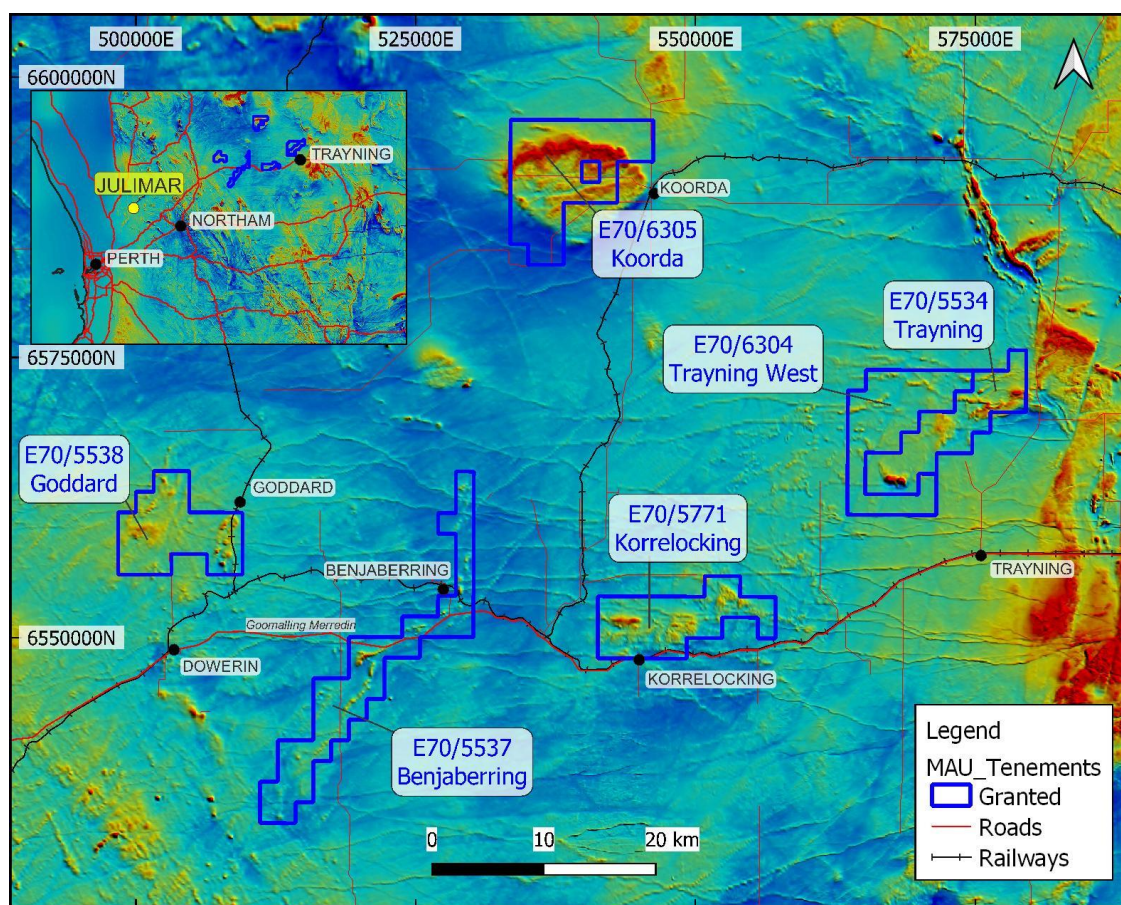 500000E
525000E
550000E
575000E
6600000N
TRAYNING
JULIMAR
NORTHAM
PERTH
KOORDA
E70/6305
Koorda
E70/5534
Trayning
E70/6304
Trayning West
6575000N
E70/5538
Goddard
GODDARD
E70/5771
Korrelocking
BENJABERRING
TRAYNING
Goomalling Merredin
6550000N
DOWERIN
KORRELOCKING
E70/5537
Benjaberring
Legend
MAU_Tenements
Granted
Roads
Railways
0 10 20 km